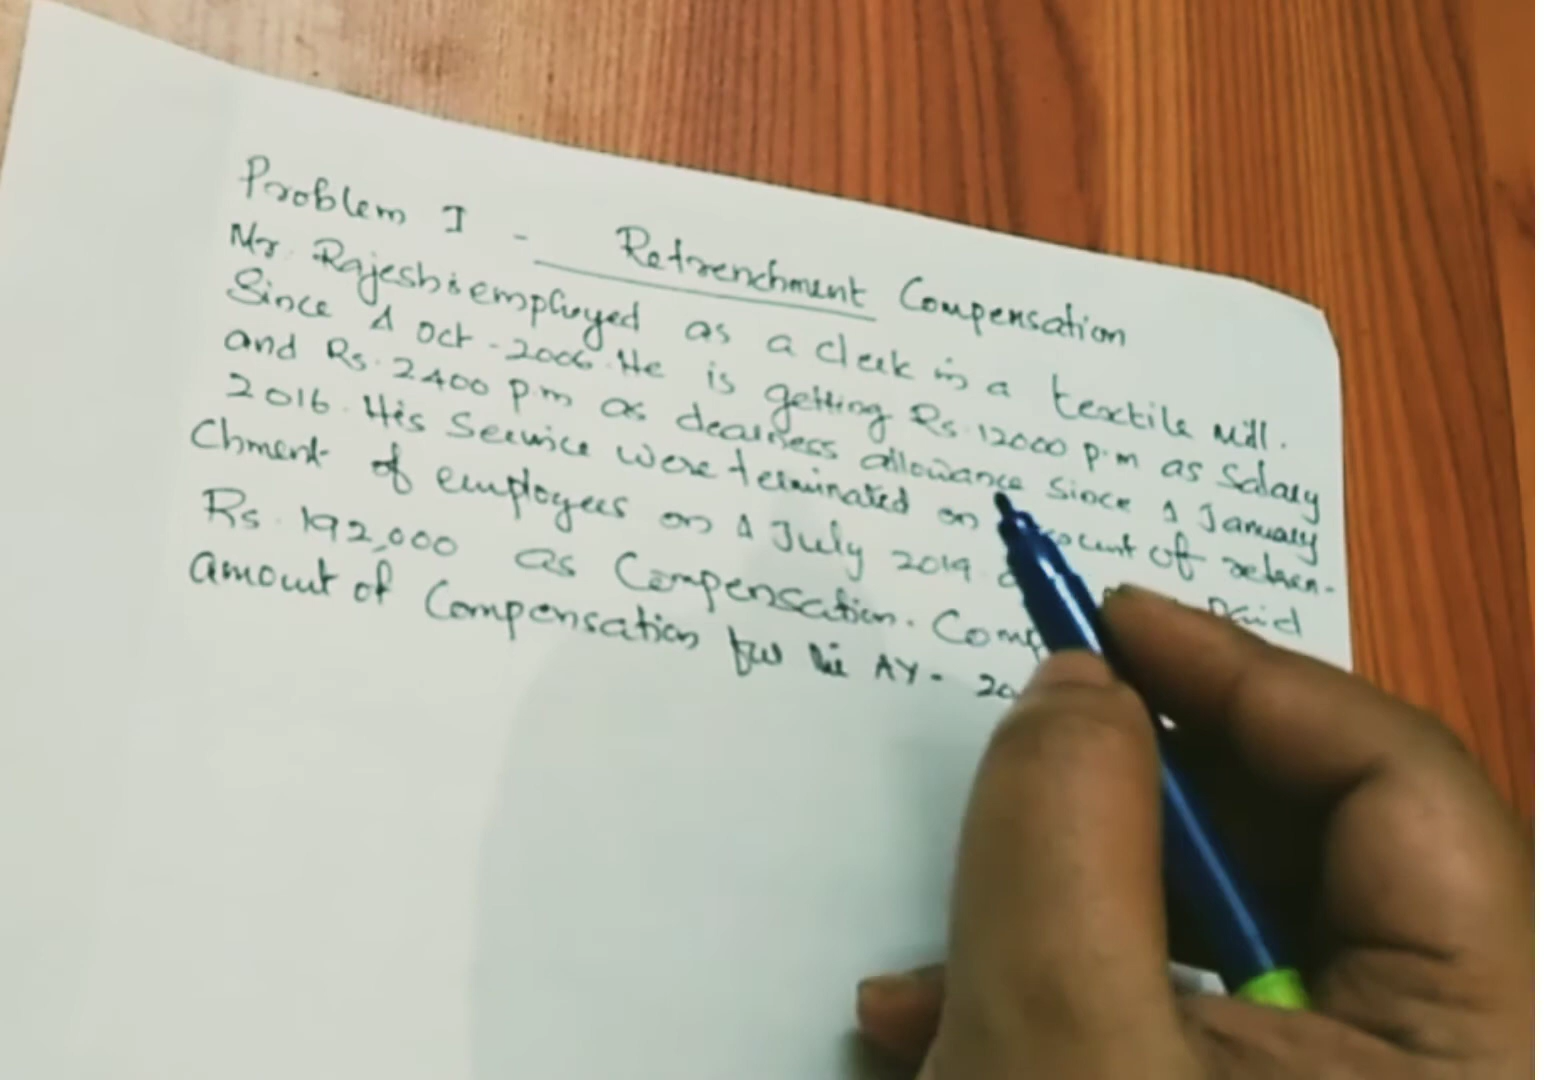 Problem I - Retrenchment Compensation
Mr. Rajesh is employed as a clerk in a textile Mill.
Since 1 Oct - 2006. He is getting Rs. 12000 p.m as Salary
and Rs. 2400 p.m as dearness allowance since 1 January
2016. His Service were terminated on of retren-
chment of employees on 1 July 2019 Paid
Rs. 192,000 as Compensation.
amount of Compensation for the AY -